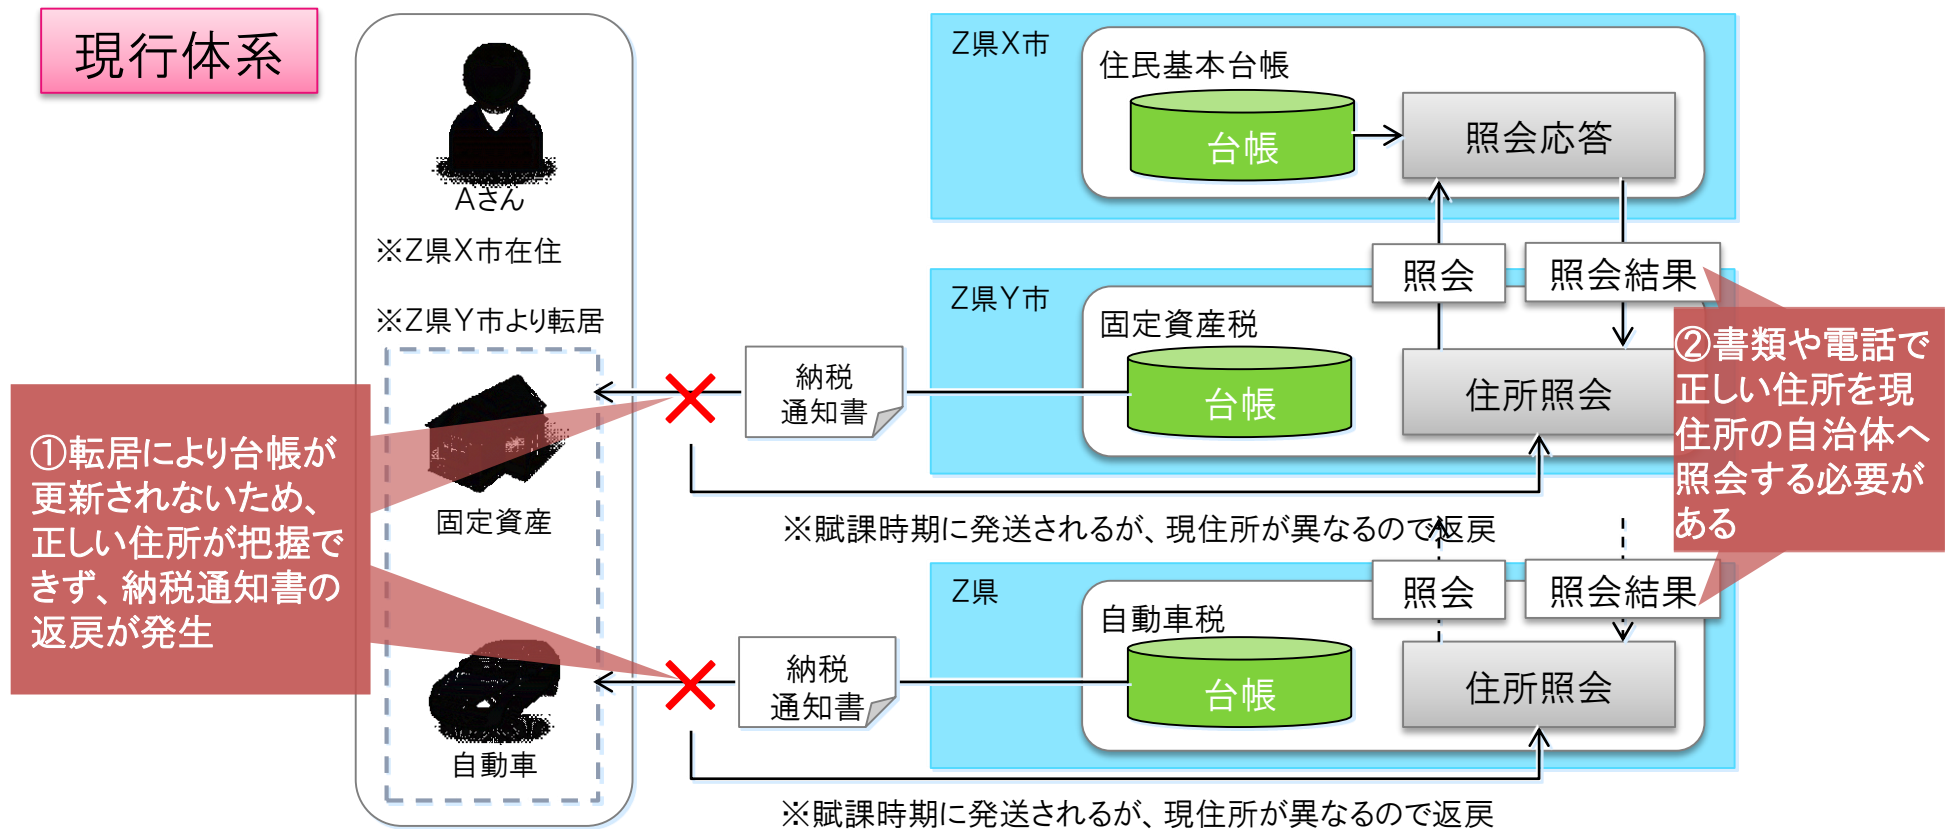 現行体系
Aさん
※Z県X市在住
※Z県Y市より転居
固定資産
自動車
①転居により台帳が
更新されないため、
正しい住所が把握で
きず、納税通知書の
返戻が発生
納税
通知書
納税
通知書
Z県X市
住民基本台帳
台帳
照会応答
照会
照会結果
Z県Y市
固定資産税
台帳
住所照会
※賦課時期に発送されるが、現住所が異なるので返戻
②書類や電話で
正しい住所を現
住所の自治体へ
照会する必要が
ある
照会
照会結果
Z県
自動車税
台帳
住所照会
※賦課時期に発送されるが、現住所が異なるので返戻